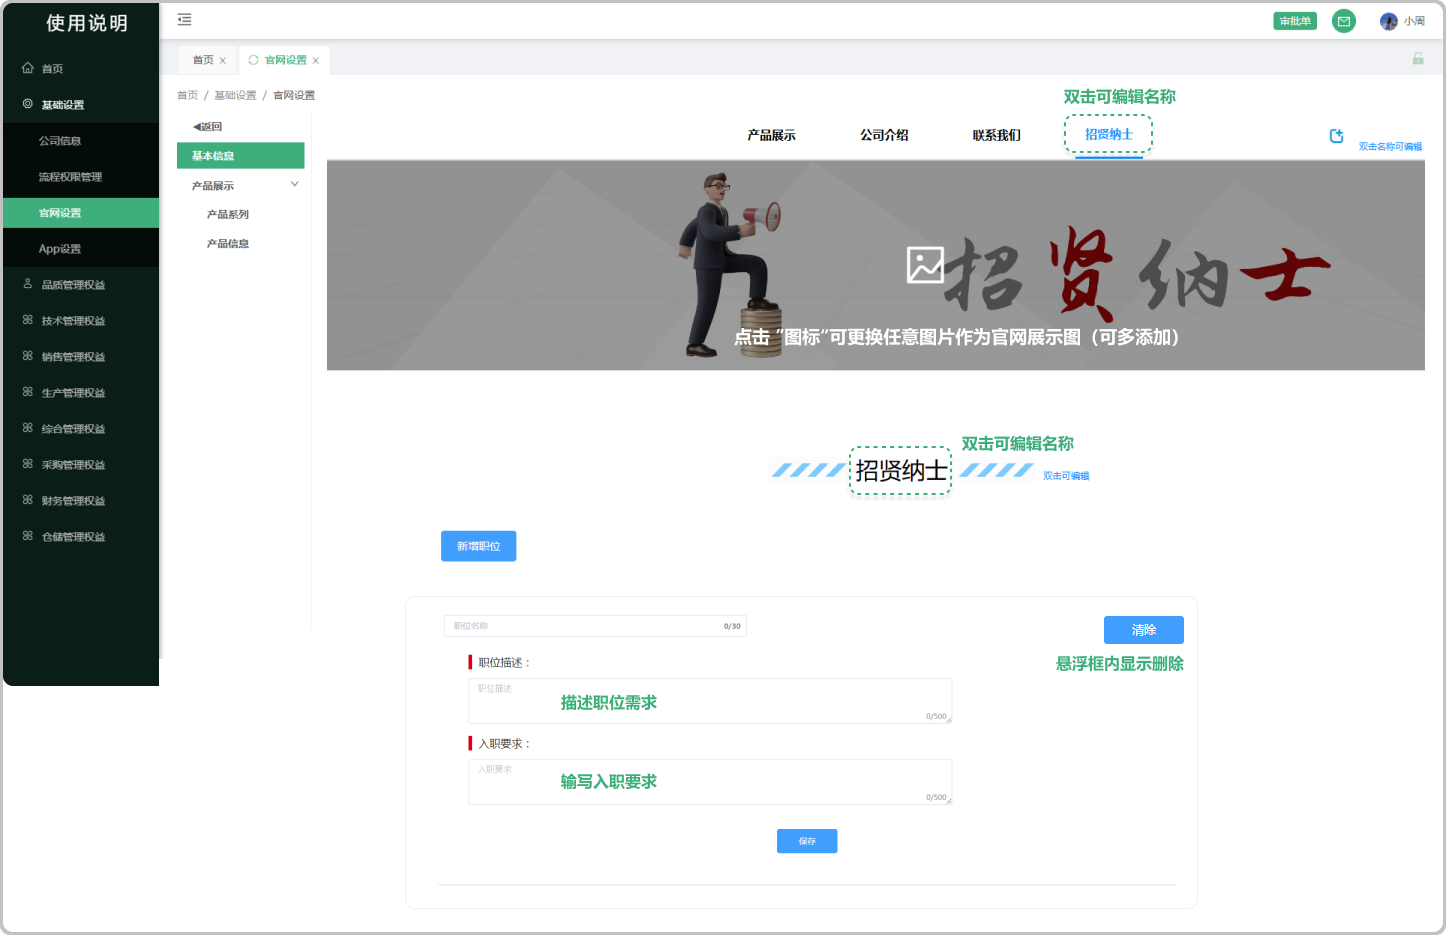 使用说明
首页
基础设置
公司信息
流程权限管理
官网设置
App设置
品质管理权益
技术管理权益
销售管理权益
生产管理权益
综合管理权益
采购管理权益
财务管理权益
仓储管理权益
审批单
小周
首页
官网设置
首页 / 基础设置 / 官网设置
返回
基本信息
产品展示
产品系列
产品信息
双击可编辑名称
产品展示
公司介绍
联系我们
招贤纳士
双击名称可编辑
招贤纳士
点击 ”图标“可更换任意图片作为官网展示图（可多添加）
双击可编辑名称
招贤纳士
双击可编辑
新增职位
职位名称
0/30
清除
悬浮框内显示删除
职位描述：
职位描述
描述职位需求
0/500
入职要求：
入职要求
输写入职要求
0/500
保存